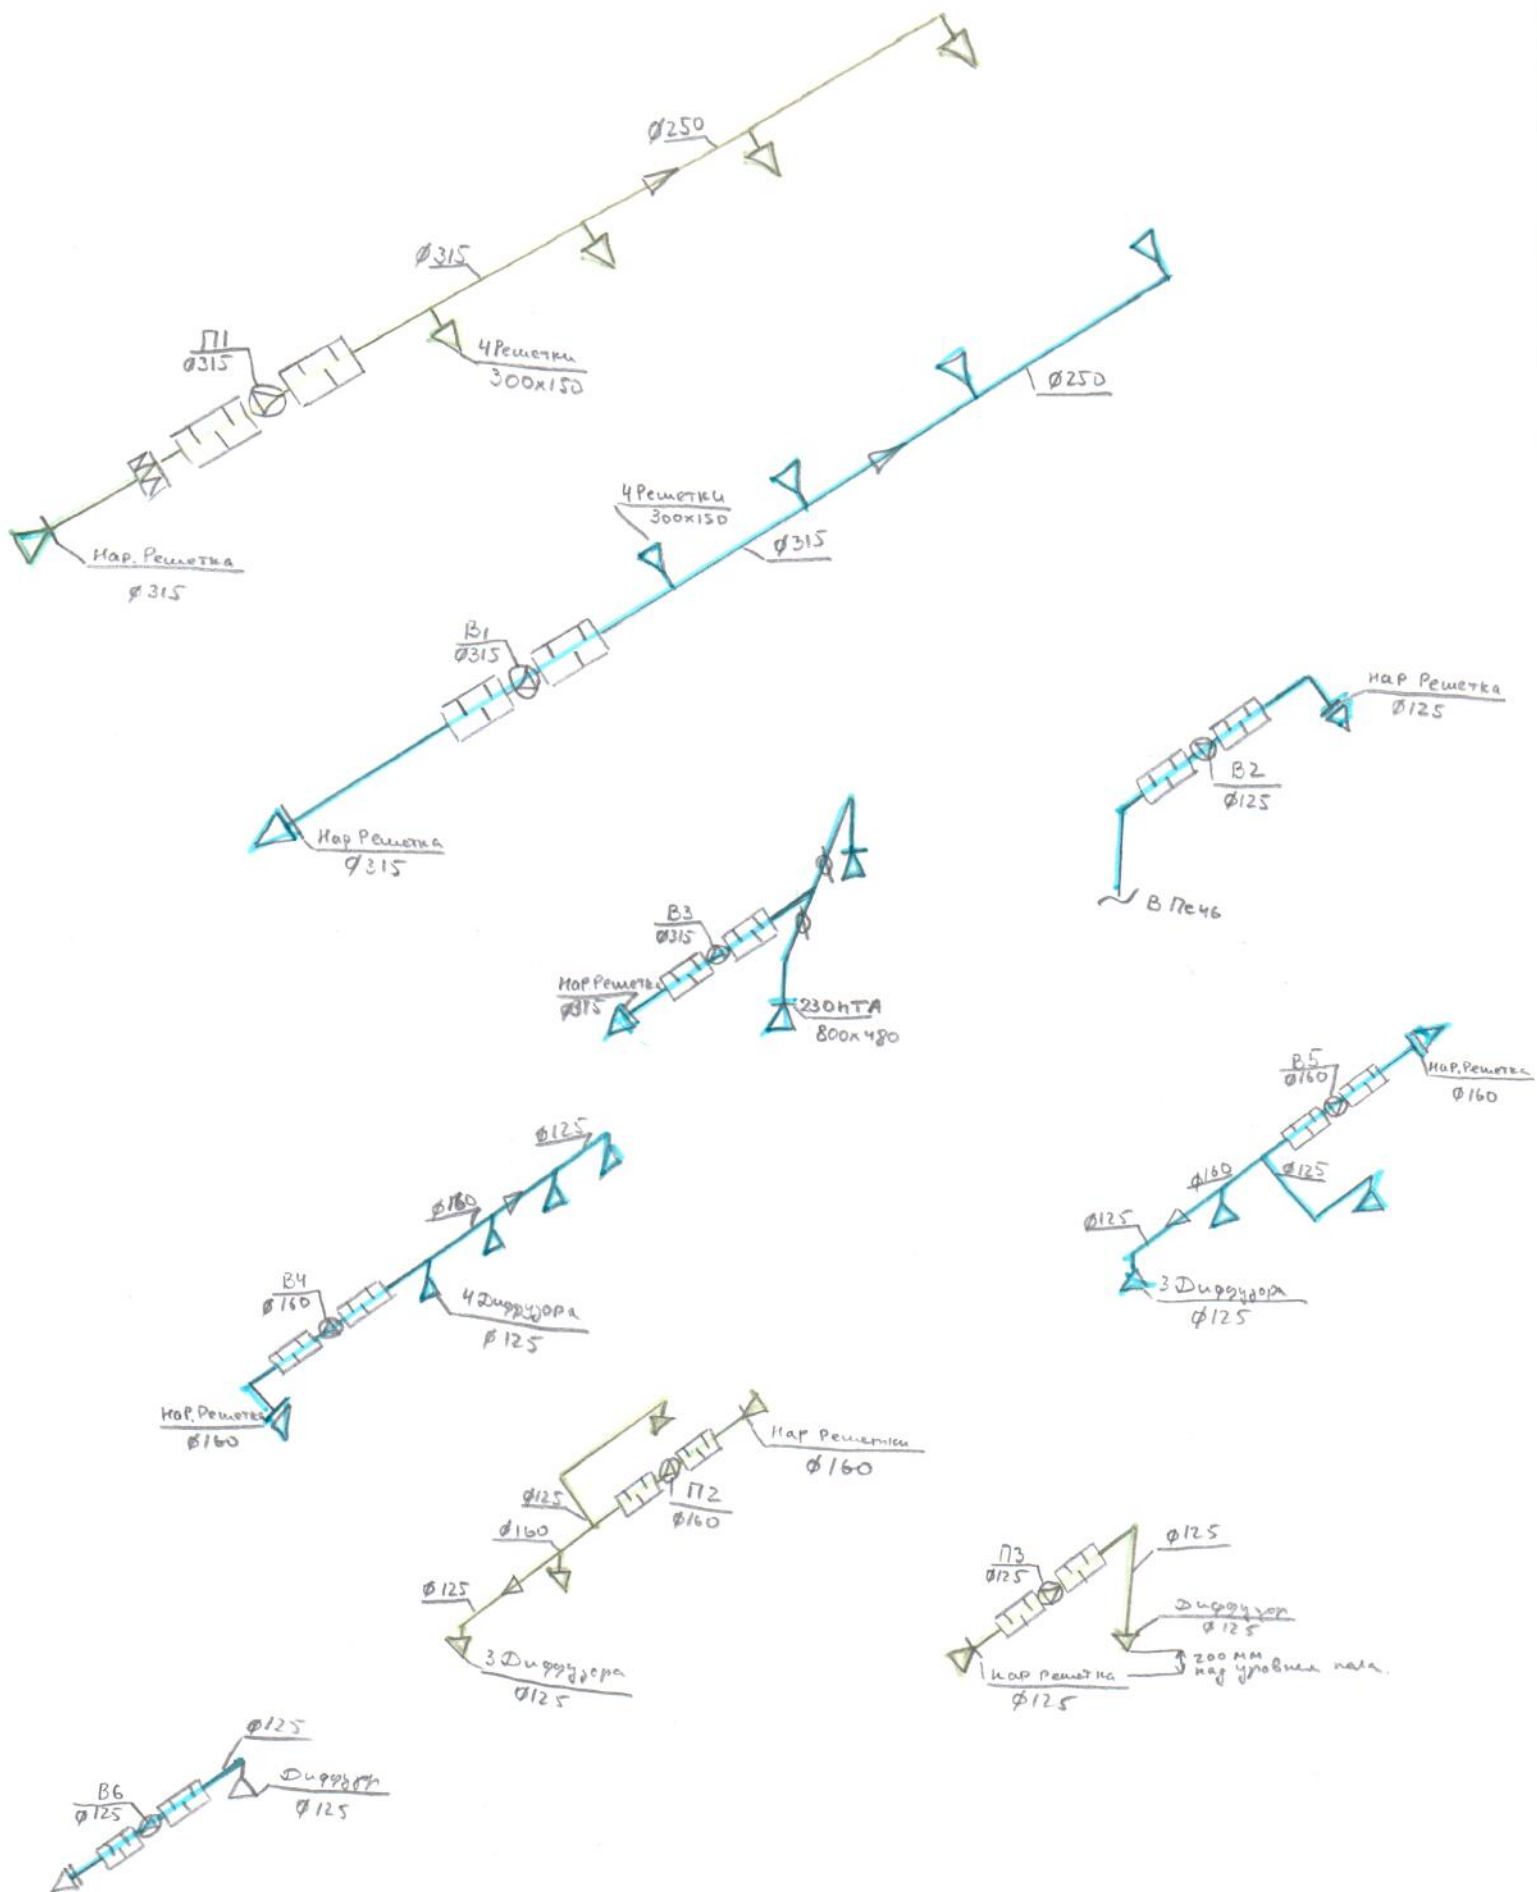 ø250
ø315
П1
ø315
4 Решетки
300x150
Нар. Решетка
ø315
ø250
4 Решетки
300x150
ø315
В1
ø315
Нар Решетка
ø315
Нар Решетка
ø125
В2
ø125
В Печь
В3
ø315
Нар.Решетка
ø315
2 Зонта
800x480
В5
ø160
Нар.Решетка
ø160
ø160
ø125
ø125
3 Диффузора
ø125
ø125
ø160
В4
ø160
4 Диффузора
ø125
Нар.Решетка
ø160
Нар Решетки
ø160
П2
ø160
ø125
ø160
ø125
3 Диффузора
ø125
П3
ø125
ø125
Диффузор
ø125
200 мм
над уровнем пола.
Нар Решетка
ø125
ø125
В6
ø125
Диффузор
ø125